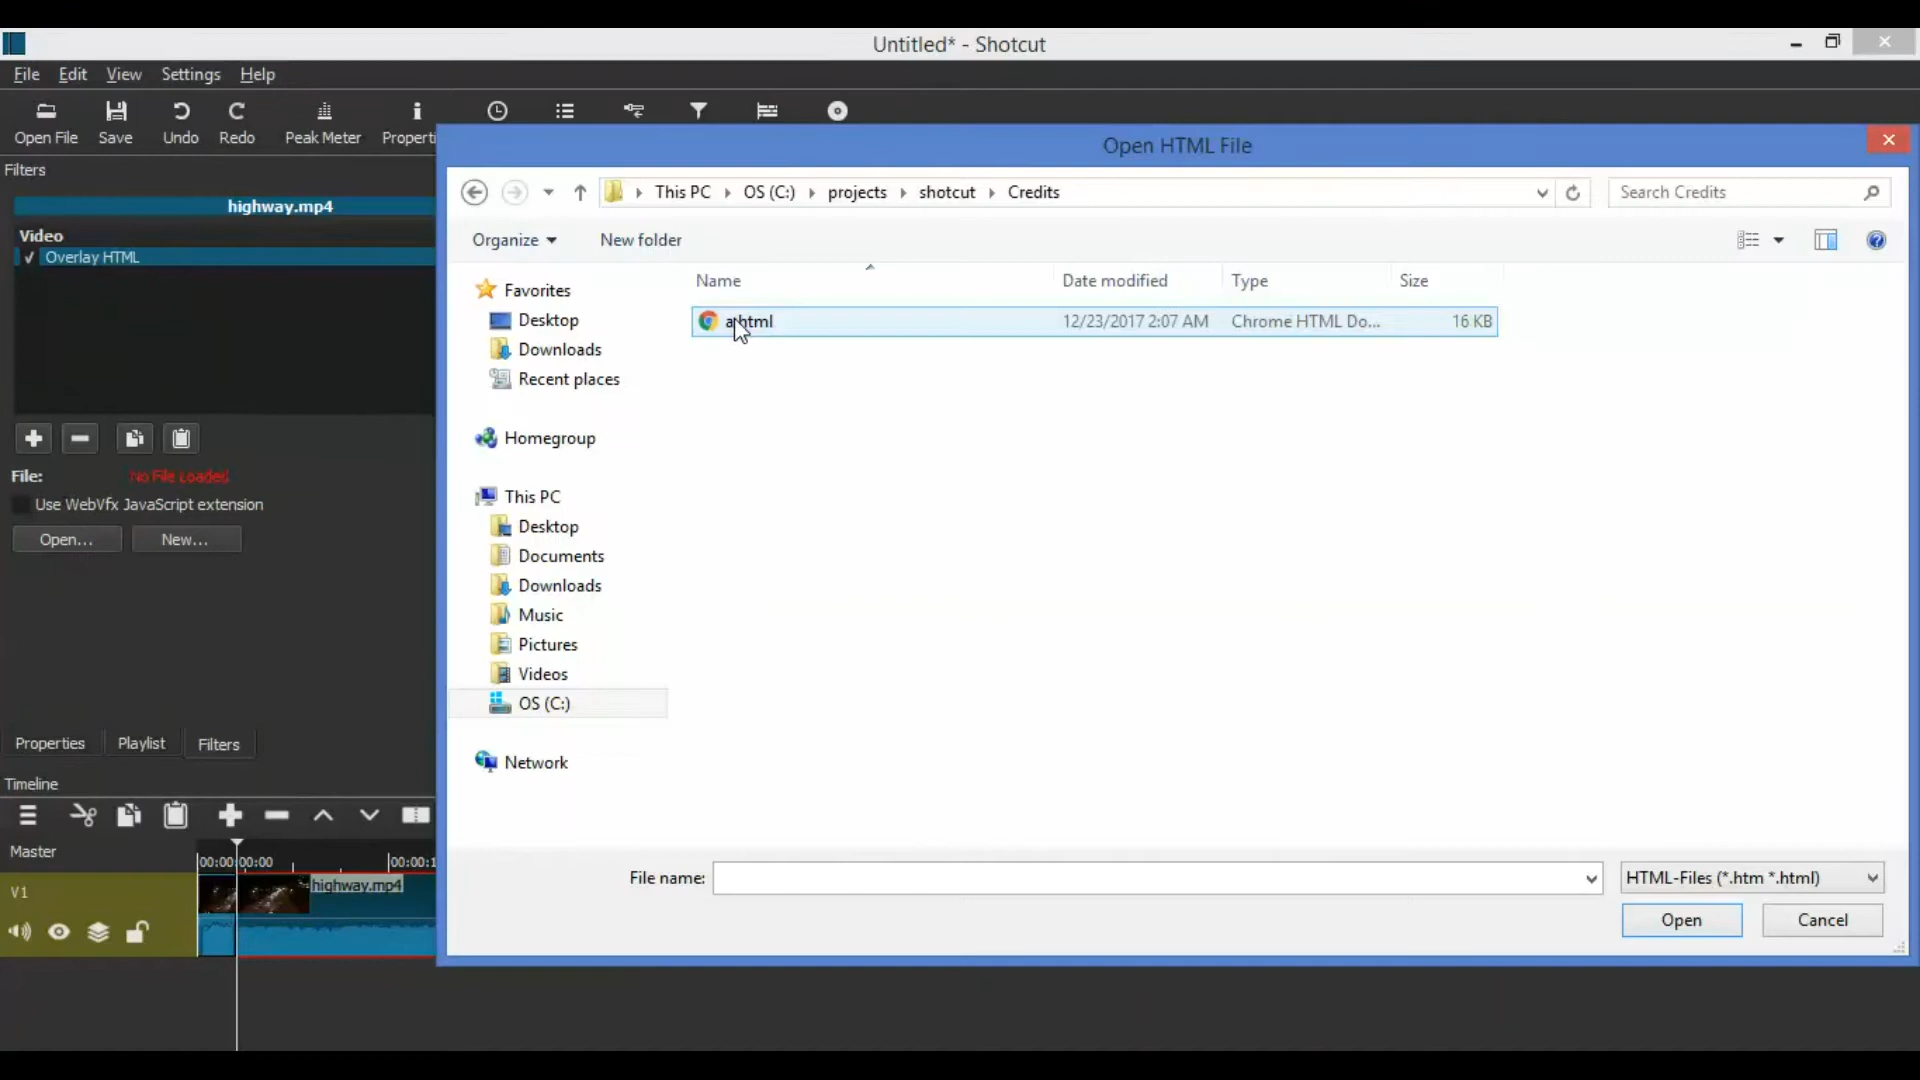 Untitled* - Shotcut
File Edit View Settings Help
Open File Save Undo Redo Peak Meter Properti
Filters
highway.mp4
Video
✓ Overlay HTML
File: No File Loaded
Use WebVfx JavaScript extension
Open... New...
Properties Playlist Filters
Timeline
Master
00:00:00:00 00:00:1
V1
highway.mp4
Open HTML File
This PC OS (C:) projects shotcut Credits
Search Credits
Organize New folder
Name Date modified Type Size
12/23/2017 2:07 AM Chrome HTML Do... 16 KB
Favorites
Desktop
Downloads
Recent places
Homegroup
This PC
Desktop
Documents
Downloads
Music
Pictures
Videos
OS (C:)
Network
File name:
HTML-Files (*.htm *.html)
Open Cancel